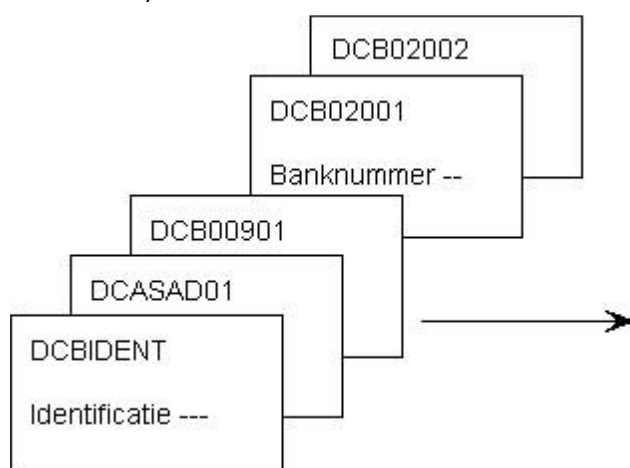 DCB02002
DCB02001
Banknummer --
DCB00901
DCASAD01
DCBIDENT
Identificatie ---